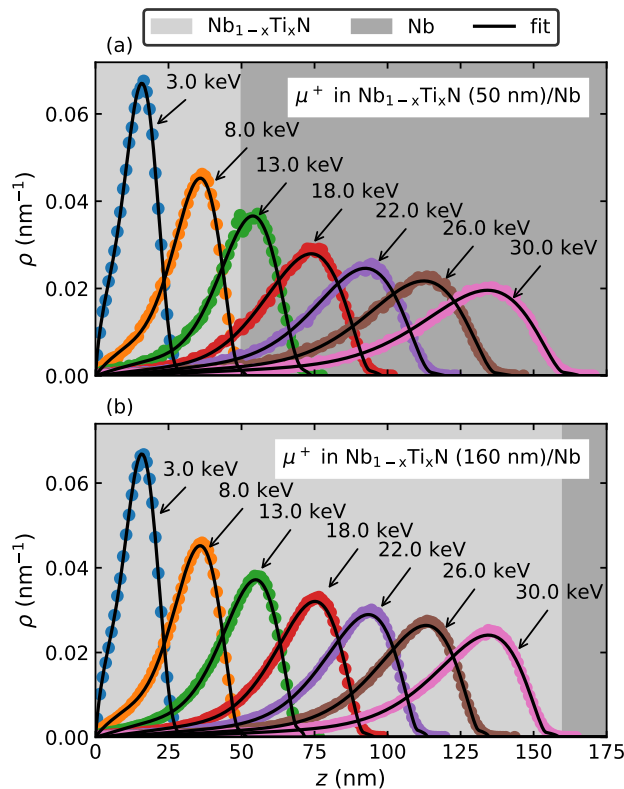 Nb₁₋ₓTiₓN Nb fit
(a)
μ⁺ in Nb₁₋ₓTiₓN (50 nm)/Nb
3.0 keV
8.0 keV
13.0 keV
18.0 keV
22.0 keV
26.0 keV
30.0 keV
ρ (nm⁻¹)
0.06
0.04
0.02
0.00
(b)
μ⁺ in Nb₁₋ₓTiₓN (160 nm)/Nb
3.0 keV
8.0 keV
13.0 keV
18.0 keV
22.0 keV
26.0 keV
30.0 keV
ρ (nm⁻¹)
0.06
0.04
0.02
0.00
0 25 50 75 100 125 150 175
z (nm)